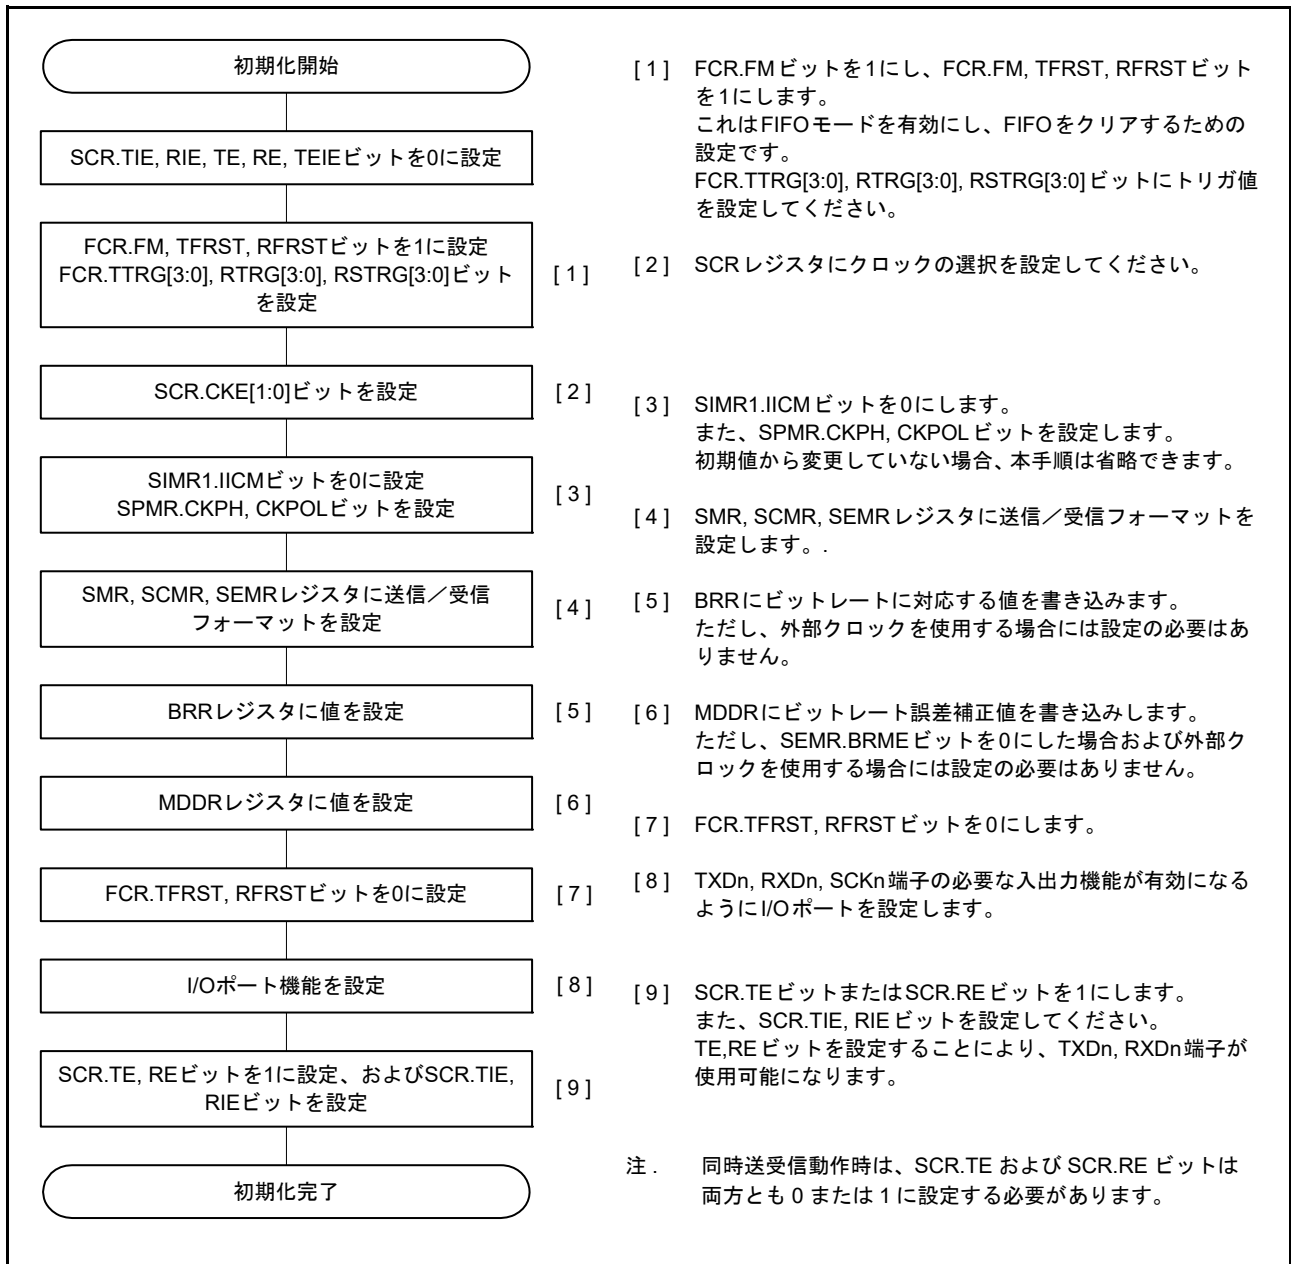 初期化開始
SCR.TIE, RIE, TE, RE, TEIEビットを0に設定
FCR.FM, TFRST, RFRSTビットを1に設定
FCR.TTRG[3:0], RTRG[3:0], RSTRG[3:0]ビット
を設定
[ 1 ]
SCR.CKE[1:0]ビットを設定
[ 2 ]
SIMR1.IICMビットを0に設定
SPMR.CKPH, CKPOLビットを設定
[ 3 ]
SMR, SCMR, SEMRレジスタに送信／受信
フォーマットを設定
[ 4 ]
BRRレジスタに値を設定
[ 5 ]
MDDRレジスタに値を設定
[ 6 ]
FCR.TFRST, RFRSTビットを0に設定
[ 7 ]
I/Oポート機能を設定
[ 8 ]
SCR.TE, REビットを1に設定、およびSCR.TIE,
RIEビットを設定
[ 9 ]
初期化完了
[ 1 ] FCR.FMビットを1にし、FCR.FM, TFRST, RFRSTビット
を1にします。
これはFIFOモードを有効にし、FIFOをクリアするための
設定です。
FCR.TTRG[3:0], RTRG[3:0], RSTRG[3:0]ビットにトリガ値
を設定してください。
[ 2 ] SCRレジスタにクロックの選択を設定してください。
[ 3 ] SIMR1.IICMビットを0にします。
また、SPMR.CKPH, CKPOLビットを設定します。
初期値から変更していない場合、本手順は省略できます。
[ 4 ] SMR, SCMR, SEMRレジスタに送信／受信フォーマットを
設定します。.
[ 5 ] BRRにビットレートに対応する値を書き込みます。
ただし、外部クロックを使用する場合には設定の必要はあ
りません。
[ 6 ] MDDRにビットレート誤差補正値を書き込みします。
ただし、SEMR.BRMEビットを0にした場合および外部ク
ロックを使用する場合には設定の必要はありません。
[ 7 ] FCR.TFRST, RFRSTビットを0にします。
[ 8 ] TXDn, RXDn, SCKn端子の必要な入出力機能が有効になる
ようにI/Oポートを設定します。
[ 9 ] SCR.TEビットまたはSCR.REビットを1にします。
また、SCR.TIE, RIEビットを設定してください。
TE,REビットを設定することにより、TXDn, RXDn端子が
使用可能になります。
注 . 同時送受信動作時は、SCR.TE および SCR.RE ビットは
両方とも 0 または 1 に設定する必要があります。